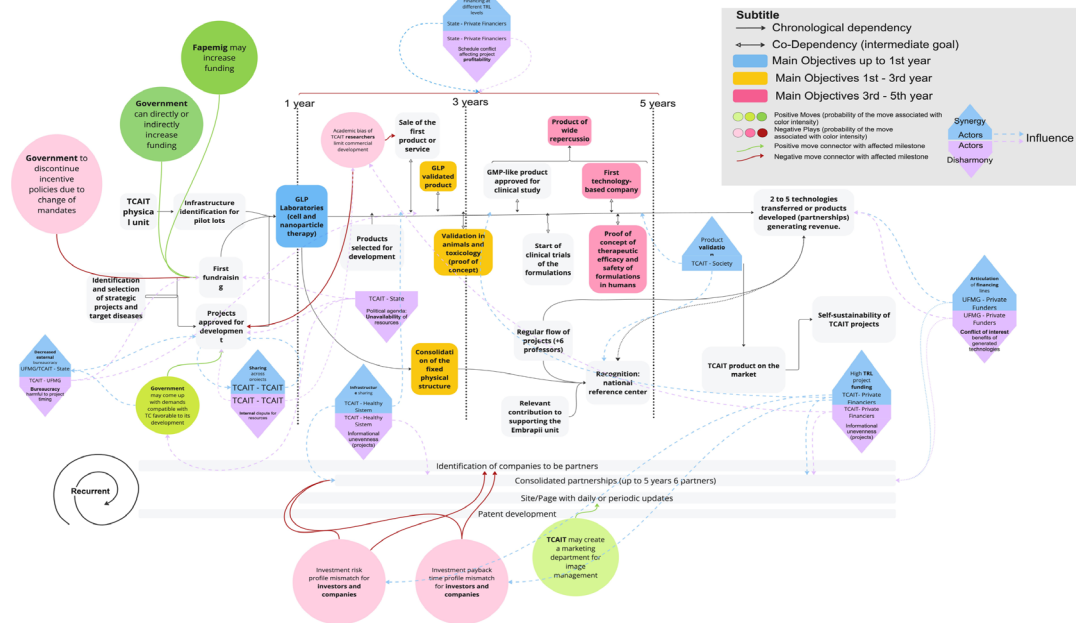 Financing at
different TRL
levels
State - Private Financiers
State - Private Financiers
Schedule conflict
affecting project
profitability
Subtitle
Chronological dependency
Co-Dependency (intermediate goal)
Main Objectives up to 1st year
Main Objectives 1st - 3rd year
Main Objectives 3rd - 5th year
Positive Moves (probability of the move associated with
color intensity)
Negative Plays (probability of the move
associated with color intensity)
Positive move connector with affected milestone
Negative move connector with affected milestone
Synergy
Actors
Actors
Disharmony
Influence
Fapemig may
increase
funding
Government
can directly or
indirectly
increase
funding
Government to
discontinue
incentive
policies due to
change of
mandates
1 year
3 years
5 years
Academic bias of
TCAIT researchers
limit commercial
development
Sale of the
first
product or
service
Product of
wide
repercussio
GLP
validated
product
GMP-like product
approved for
clinical study
First
technology-
based company
TCAIT
physica
l unit
Infrastructure
identification for
pilot lots
GLP
Laboratories
(cell and
nanoparticle
therapy)
2 to 5 technologies
transferred or products
developed (partnerships)
generating revenue.
Products
selected for
development
Validation in
animals and
toxicology
(proof of
concept)
Start of
clinical trials
of the
formulations
Proof of
concept of
therapeutic
efficacy and
safety of
formulations
in humans
Product
validatio
n
TCAIT - Society
First
fundraisin
g
Identification
and selection
of strategic
projects and
target diseases
Projects
approved for
developmen
t
TCAIT - State
Political agenda:
Unavailability of
resources
Articulation
of financing
lines
UFMG - Private
Funders
UFMG - Private
Funders
Conflict of interest
benefits of
generated
technologies
Self-sustainability of
TCAIT projects
Regular flow of
projects (+6
professors)
Decreased
external
UFMG/TCAIT - State
TCAIT - UFMG
Bureaucracy
harmful to project
timing
Government
may come up
with demands
compatible with
TC favorable to its
development
Sharing
across
projects
TCAIT - TCAIT
TCAIT - TCAIT
Internal dispute for
resources
Infrastructur
e sharing
TCAIT - Healthy
Sistem
TCAIT - Healthy
Sistem
Informational
unevenness
(projects)
Consolidati
on of the
fixed
physical
structure
Recognition:
national
reference center
TCAIT product on the
market
High TRL
project
funding
TCAIT- Private
Financiers
TCAIT- Private
Financiers
Informational
unevenness
(projects)
Relevant
contribution to
supporting the
Embrapii unit
Recurrent
Identification of companies to be partners
Consolidated partnerships (up to 5 years 6 partners)
Site/Page with daily or periodic updates
Patent development
Investment risk
profile mismatch for
investors and
companies
Investment payback
time profile mismatch
for investors and
companies
TCAIT may create
a marketing
department for
image
management